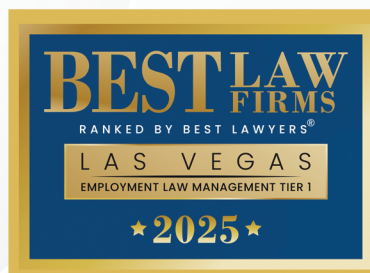 BEST LAW FIRMS
RANKED BY BEST LAWYERS®
LAS VEGAS
EMPLOYMENT LAW MANAGEMENT TIER 1
2025